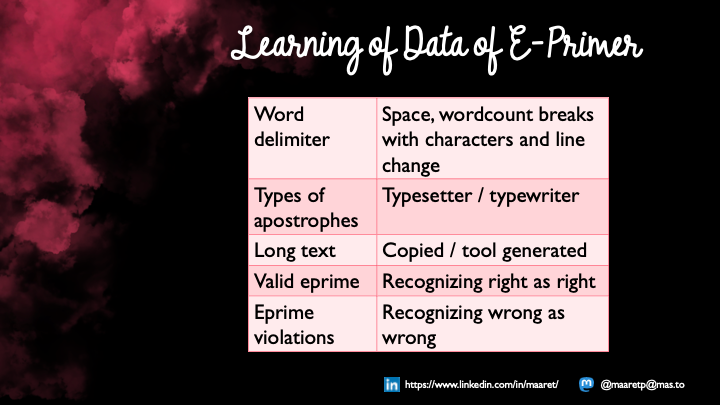 Learning of Data of E-Primer
Word
delimiter
Space, wordcount breaks
with characters and line
change
Types of
apostrophes
Typesetter / typewriter
Long text
Copied / tool generated
Valid eprime
Recognizing right as right
Eprime
violations
Recognizing wrong as
wrong
in https://www.linkedin.com/in/maaret/
m @maaretp@mas.to